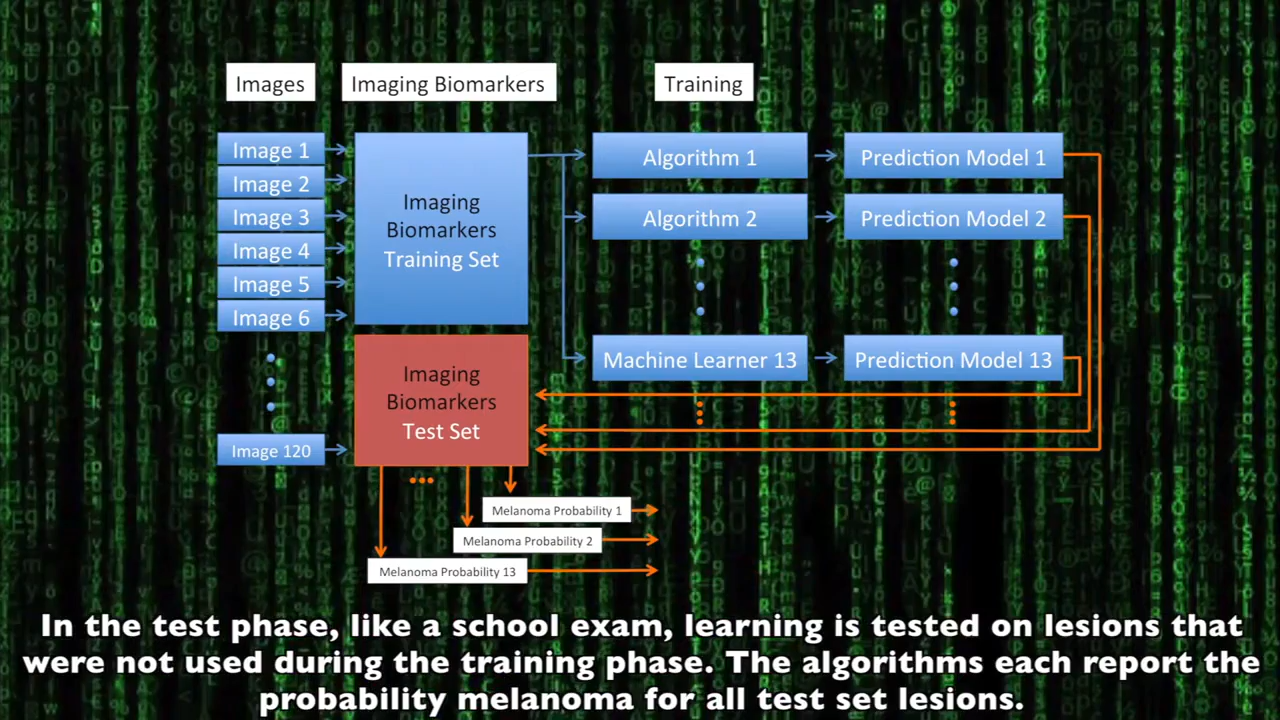 Images
Imaging Biomarkers
Training
Image 1
Image 2
Image 3
Image 4
Image 5
Image 6
Image 120
Imaging
Biomarkers
Training Set
Imaging
Biomarkers
Test Set
Algorithm 1
Prediction Model 1
Algorithm 2
Prediction Model 2
Machine Learner 13
Prediction Model 13
Melanoma Probability 1
Melanoma Probability 2
Melanoma Probability 13
In the test phase, like a school exam, learning is tested on lesions that
were not used during the training phase. The algorithms each report the
probability melanoma for all test set lesions.